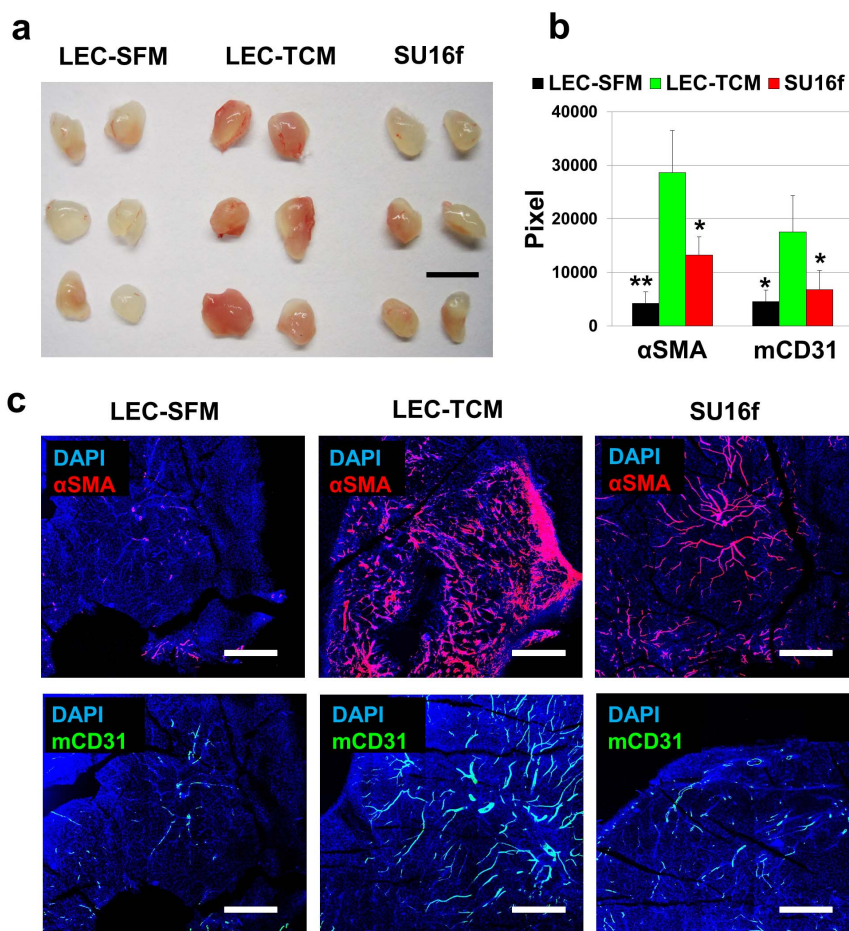 a
LEC-SFM LEC-TCM SU16f
b
LEC-SFM LEC-TCM SU16f
40000
30000
20000
10000
0
Pixel
** * * *
αSMA mCD31
c
LEC-SFM LEC-TCM SU16f
DAPI DAPI DAPI
αSMA αSMA αSMA
DAPI DAPI DAPI
mCD31 mCD31 mCD31